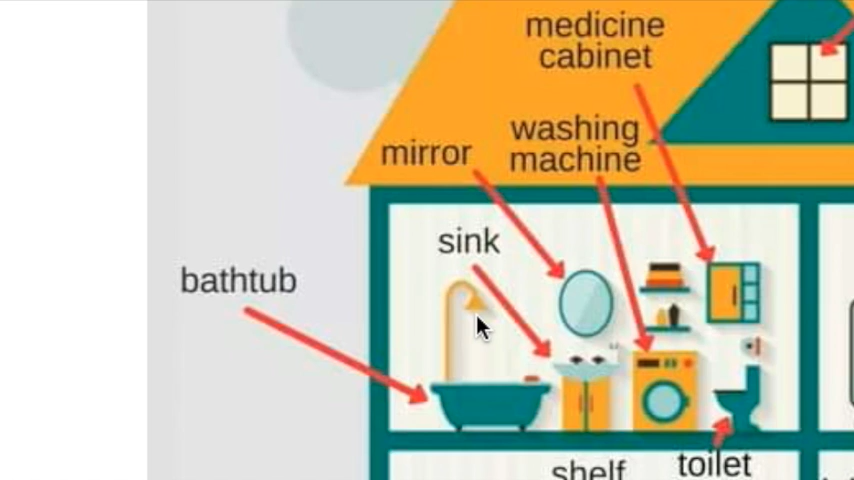 medicine
cabinet
washing
machine
mirror
sink
bathtub
toilet
shelf